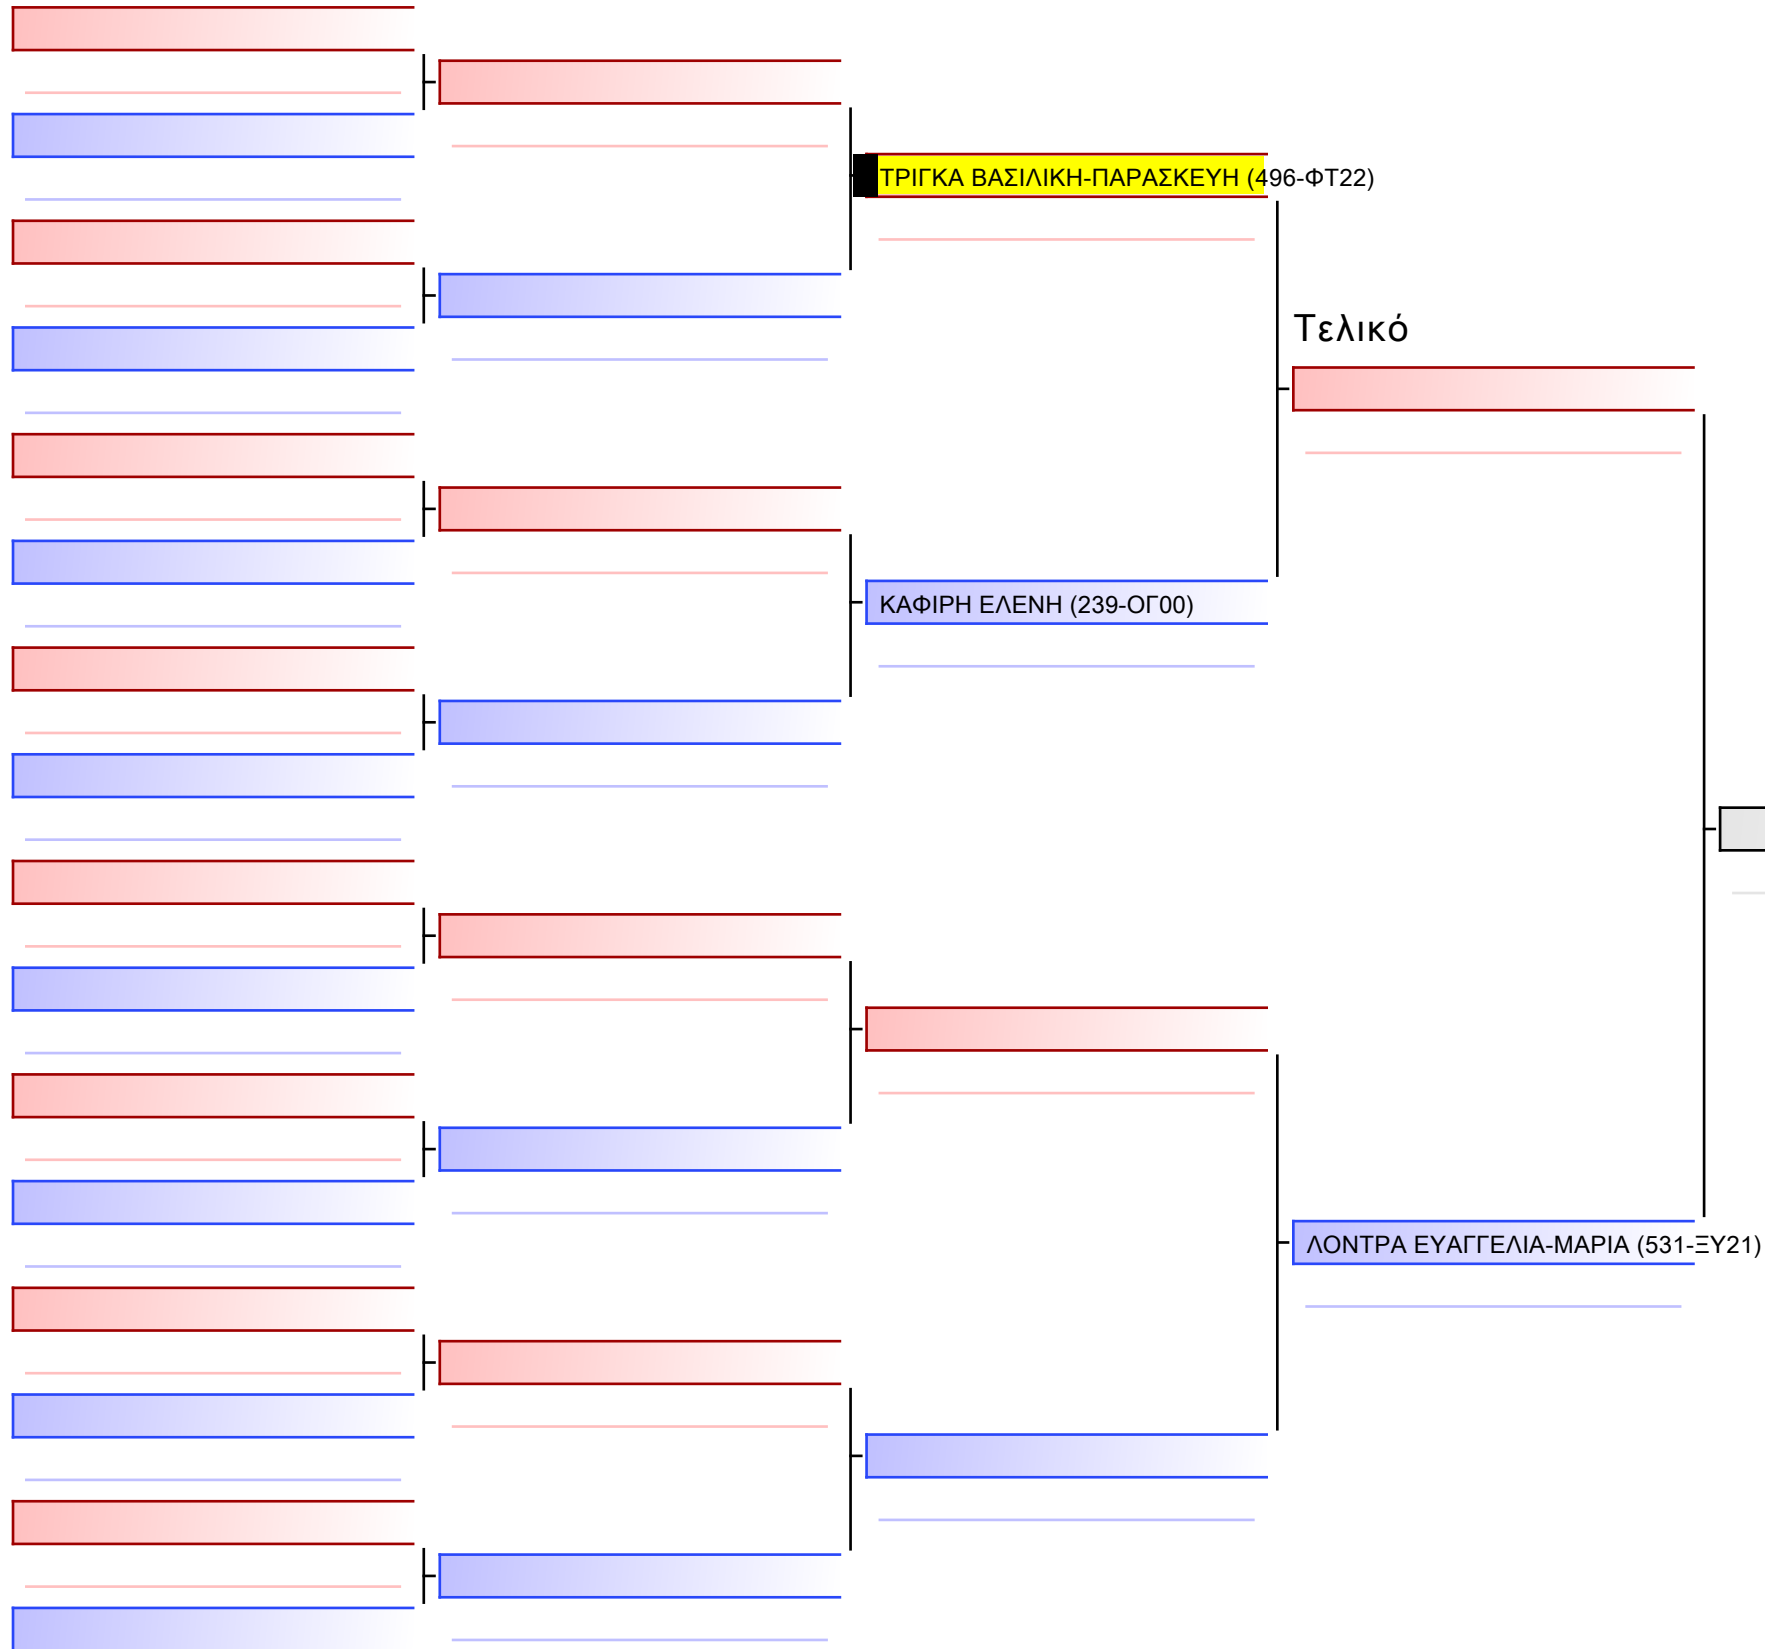 ΤΡΙΓΚΑ ΒΑΣΙΛΙΚΗ-ΠΑΡΑΣΚΕΥΗ (496-ΦΤ22)
Τελικό
ΚΑΦΙΡΗ ΕΛΕΝΗ (239-ΟΓ00)
ΛΟΝΤΡΑ ΕΥΑΓΓΕΛΙΑ-ΜΑΡΙΑ (531-ΞΥ21)